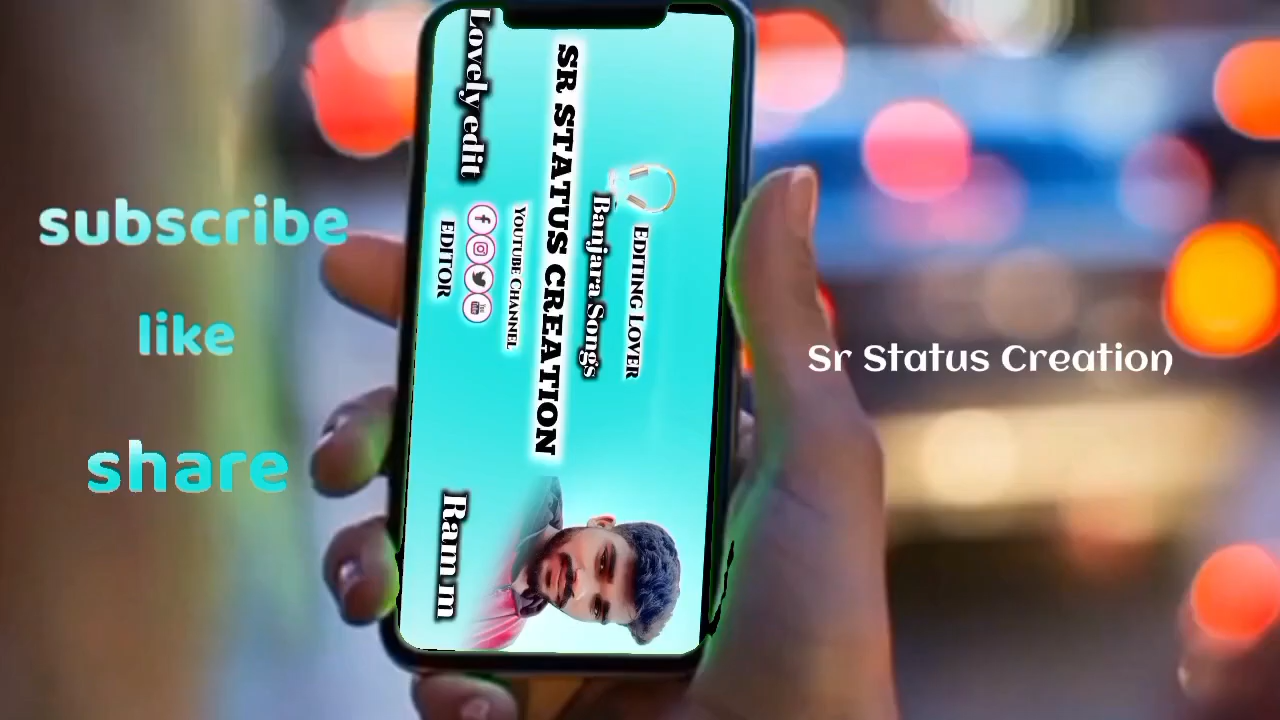 subscribe
like
share
Lovely edit
SR STATUS CREATION
EDITING LOVER
Banjara Songs
YOUTUBE CHANNEL
EDITOR
Ram m
Sr Status Creation